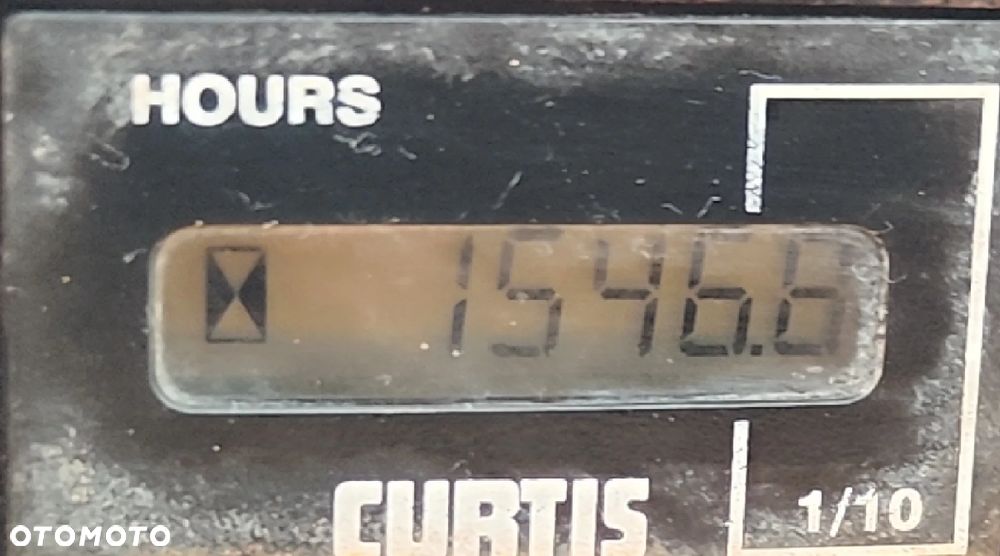 HOURS
1546.6
CURTIS
1/10
OTOMOTO